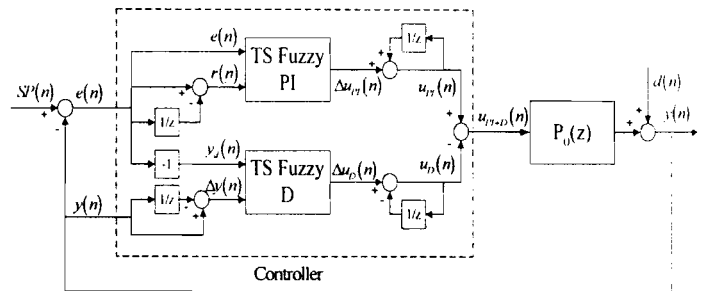 e(n)
TS Fuzzy
PI
1/z
SP(n)
e(n)
r(n)
Δu_PI(n)
u_PI(n)
d(n)
1/z
u_PI+D(n)
P_0(z)
y(n)
-1
y_d(n)
TS Fuzzy
D
Δu_D(n)
u_D(n)
y(n)
1/z
Δy(n)
1/z
Controller